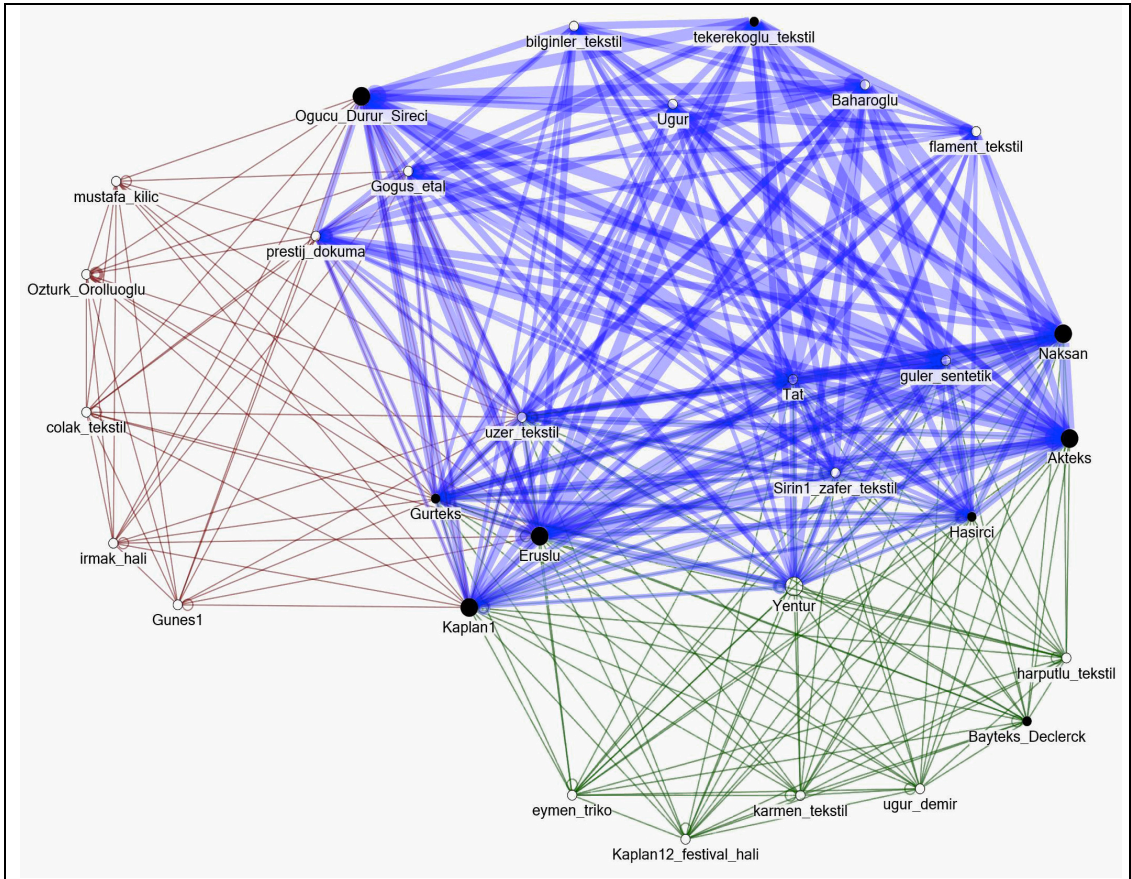 bilginler_tekstil
tekerekoglu_tekstil
Baharoglu
Ogucu_Durur_Sireci
Ugur
flament_tekstil
Gogus_etal
mustafa_kilic
prestij_dokuma
Ozturk_Orolluoglu
Naksan
guler_sentetik
Tat
colak_tekstil
uzer_tekstil
Akteks
Sirin1_zafer_tekstil
Gurteks
Hasirci
irmak_hali
Eruslu
Yentur
Gunes1
Kaplan1
harputlu_tekstil
Bayteks_Declerck
eymen_triko
karmen_tekstil
ugur_demir
Kaplan12_festival_hali